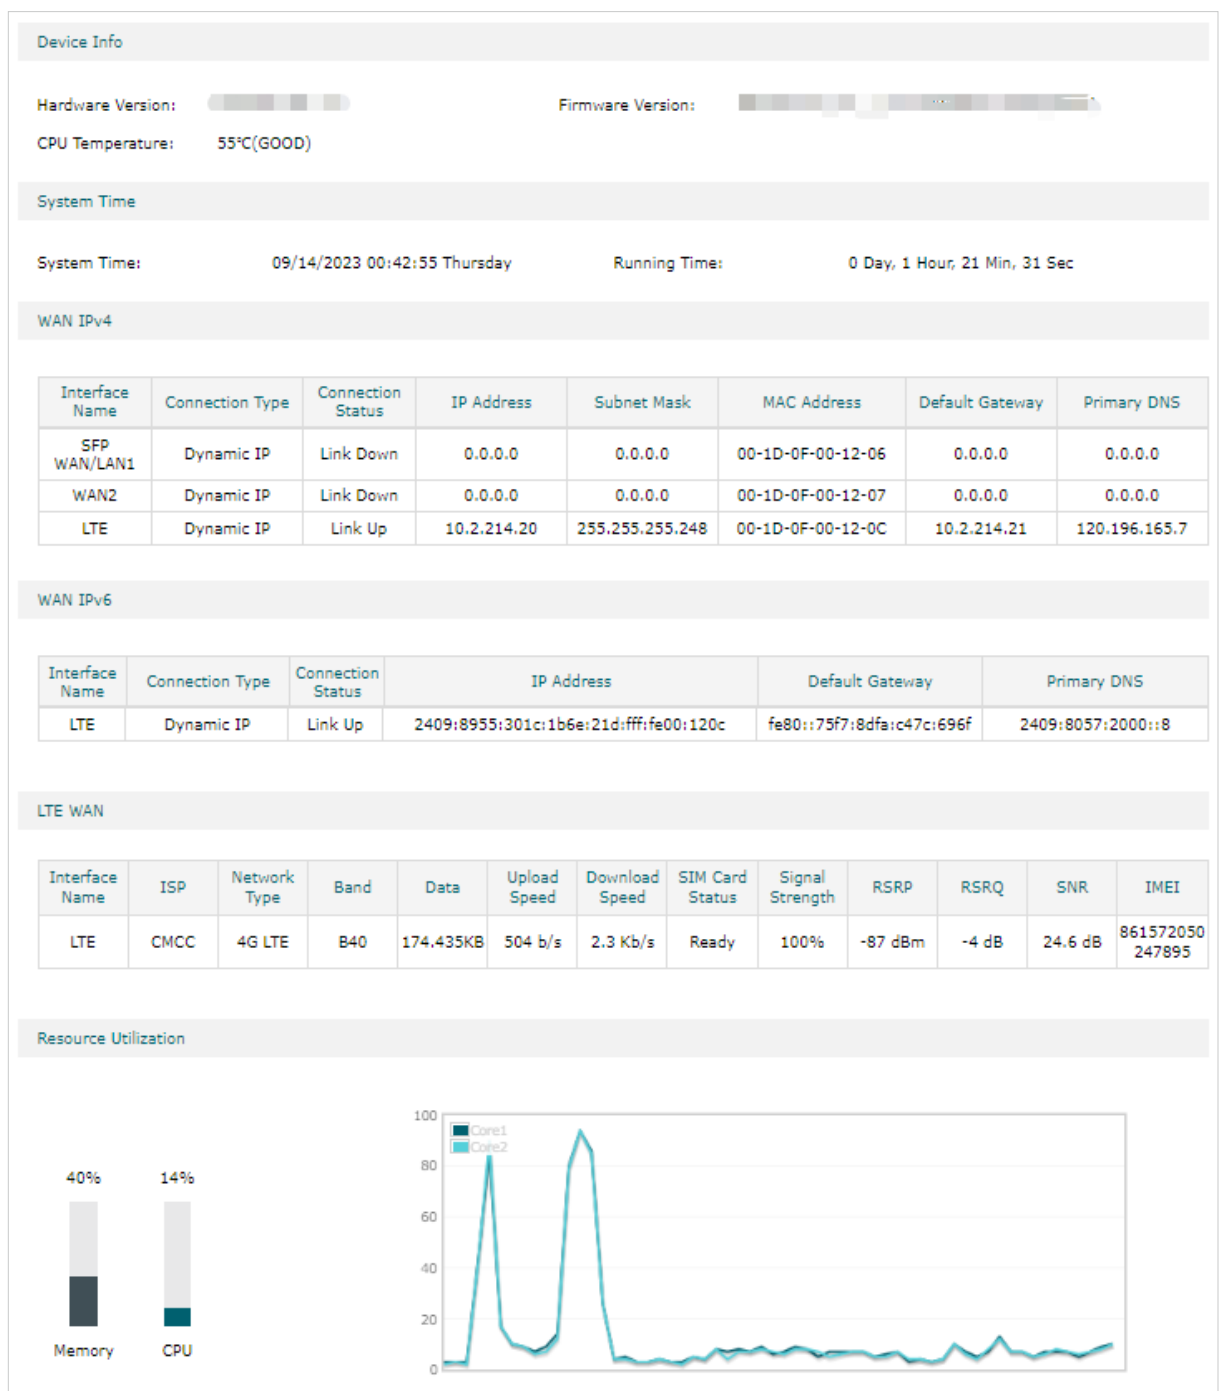 Device Info
Hardware Version: Firmware Version:
CPU Temperature: 55°C(GOOD)
System Time
System Time: 09/14/2023 00:42:55 Thursday Running Time: 0 Day, 1 Hour, 21 Min, 31 Sec
WAN IPv4
Interface Name Connection Type Connection Status IP Address Subnet Mask MAC Address Default Gateway Primary DNS
SFP WAN/LAN1 Dynamic IP Link Down 0.0.0.0 0.0.0.0 00-1D-0F-00-12-06 0.0.0.0 0.0.0.0
WAN2 Dynamic IP Link Down 0.0.0.0 0.0.0.0 00-1D-0F-00-12-07 0.0.0.0 0.0.0.0
LTE Dynamic IP Link Up 10.2.214.20 255.255.255.248 00-1D-0F-00-12-0C 10.2.214.21 120.196.165.7
WAN IPv6
Interface Name Connection Type Connection Status IP Address Default Gateway Primary DNS
LTE Dynamic IP Link Up 2409:8955:301c:1b6e:21d:fff:fe00:120c fe80::75f7:8dfa:c47c:696f 2409:8057:2000::8
LTE WAN
Interface Name ISP Network Type Band Data Upload Speed Download Speed SIM Card Status Signal Strength RSRP RSRQ SNR IMEI
LTE CMCC 4G LTE B40 174.435KB 504 b/s 2.3 Kb/s Ready 100% -87 dBm -4 dB 24.6 dB 861572050247895
Resource Utilization
40% 14%
Memory CPU
100
80
60
40
20
0
Core1
Core2